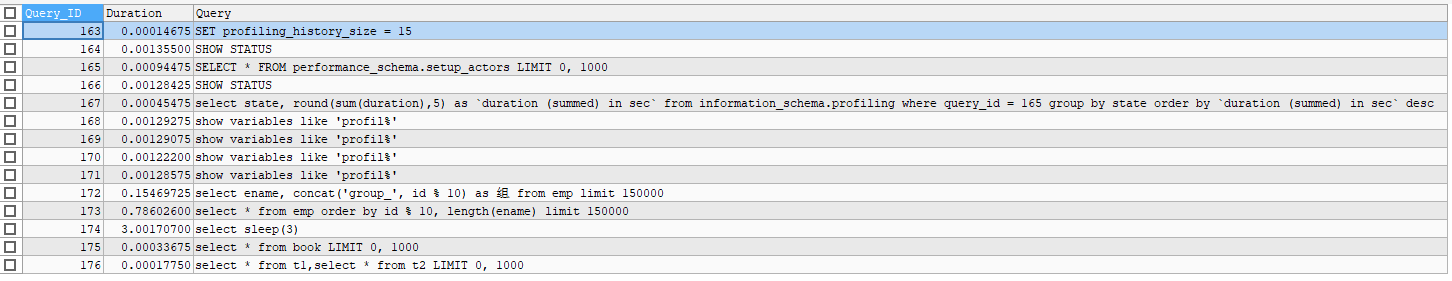 Query_ID Duration Query
163 0.00014675 SET profiling_history_size = 15
164 0.00135500 SHOW STATUS
165 0.00094475 SELECT * FROM performance_schema.setup_actors LIMIT 0, 1000
166 0.00128425 SHOW STATUS
167 0.00045475 select state, round(sum(duration),5) as `duration (summed) in sec` from information_schema.profiling where query_id = 165 group by state order by `duration (summed) in sec` desc
168 0.00129275 show variables like 'profil%'
169 0.00129075 show variables like 'profil%'
170 0.00122200 show variables like 'profil%'
171 0.00128575 show variables like 'profil%'
172 0.15469725 select ename, concat('group_', id % 10) as 组 from emp limit 150000
173 0.78602600 select * from emp order by id % 10, length(ename) limit 150000
174 3.00170700 select sleep(3)
175 0.00033675 select * from book LIMIT 0, 1000
176 0.00017750 select * from t1,select * from t2 LIMIT 0, 1000